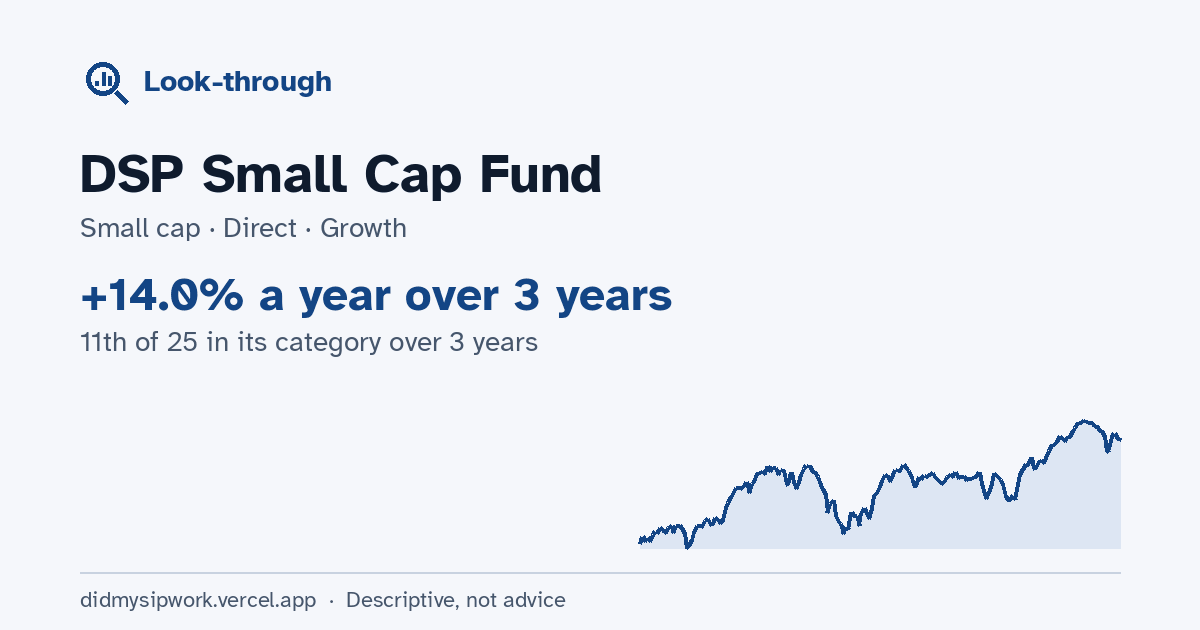 Look-through
DSP Small Cap Fund
Small cap · Direct · Growth
+14.0% a year over 3 years
11th of 25 in its category over 3 years
didmysipwork.vercel.app · Descriptive, not advice